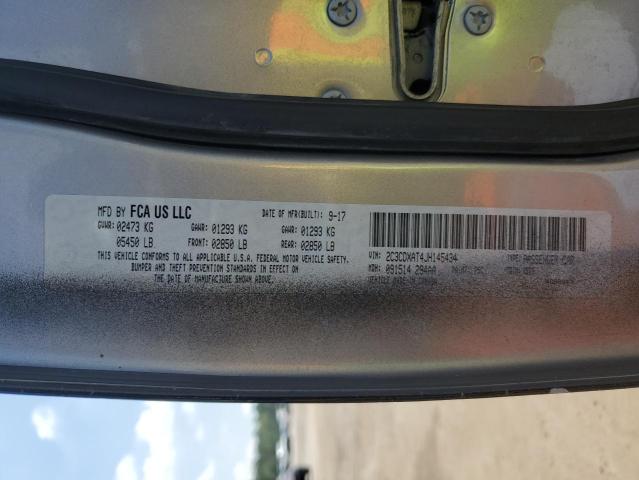 MFD BY FCA US LLC DATE OF MFR(BUILT): 9-17
GVWR: 02473 KG GAWR: 01293 KG GAWR: 01293 KG
05450 LB FRONT: 02850 LB REAR: 02850 LB
THIS VEHICLE CONFORMS TO ALL APPLICABLE U.S.A. FEDERAL MOTOR VEHICLE SAFETY,
BUMPER AND THEFT PREVENTION STANDARDS IN EFFECT ON THE
DATE OF MANUFACTURE SHOWN ABOVE.
VIN: 2C3CDXAT4JH145434 TYPE: PASSENGER CAR
MDH: 091514 294AA PAINT: PSC